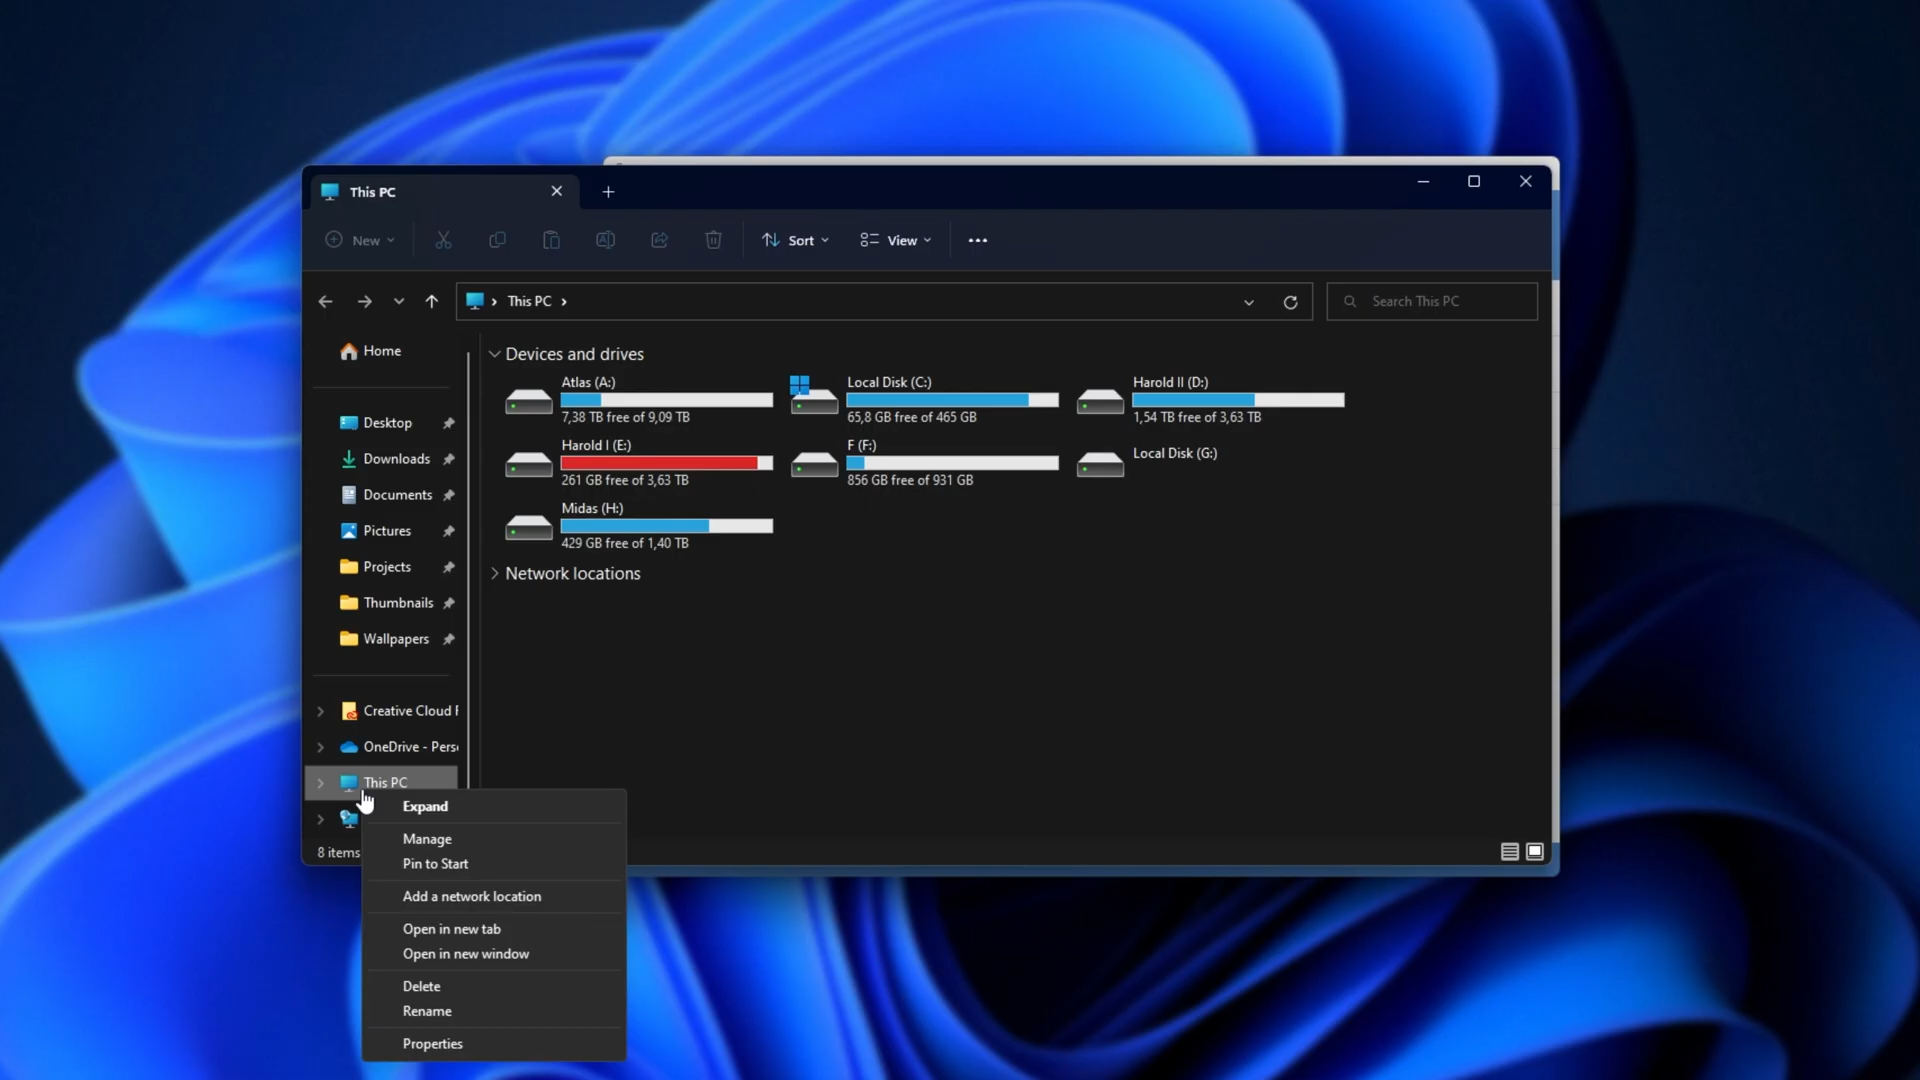 This PC
New
Sort
View
This PC
Search This PC
Home
Desktop
Downloads
Documents
Pictures
Projects
Thumbnails
Wallpapers
Creative Cloud F
OneDrive - Pers
This PC
8 items
Devices and drives
Atlas (A:)
7,38 TB free of 9,09 TB
Local Disk (C:)
65,8 GB free of 465 GB
Harold II (D:)
1,54 TB free of 3,63 TB
Harold I (E:)
261 GB free of 3,63 TB
F (F:)
856 GB free of 931 GB
Local Disk (G:)
Midas (H:)
429 GB free of 1,40 TB
Network locations
Expand
Manage
Pin to Start
Add a network location
Open in new tab
Open in new window
Delete
Rename
Properties